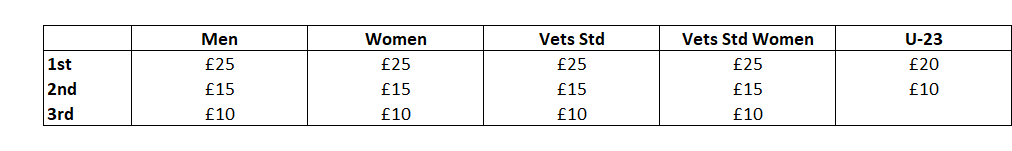 Men Women Vets Std Vets Std Women U-23
1st £25 £25 £25 £25 £20
2nd £15 £15 £15 £15 £10
3rd £10 £10 £10 £10